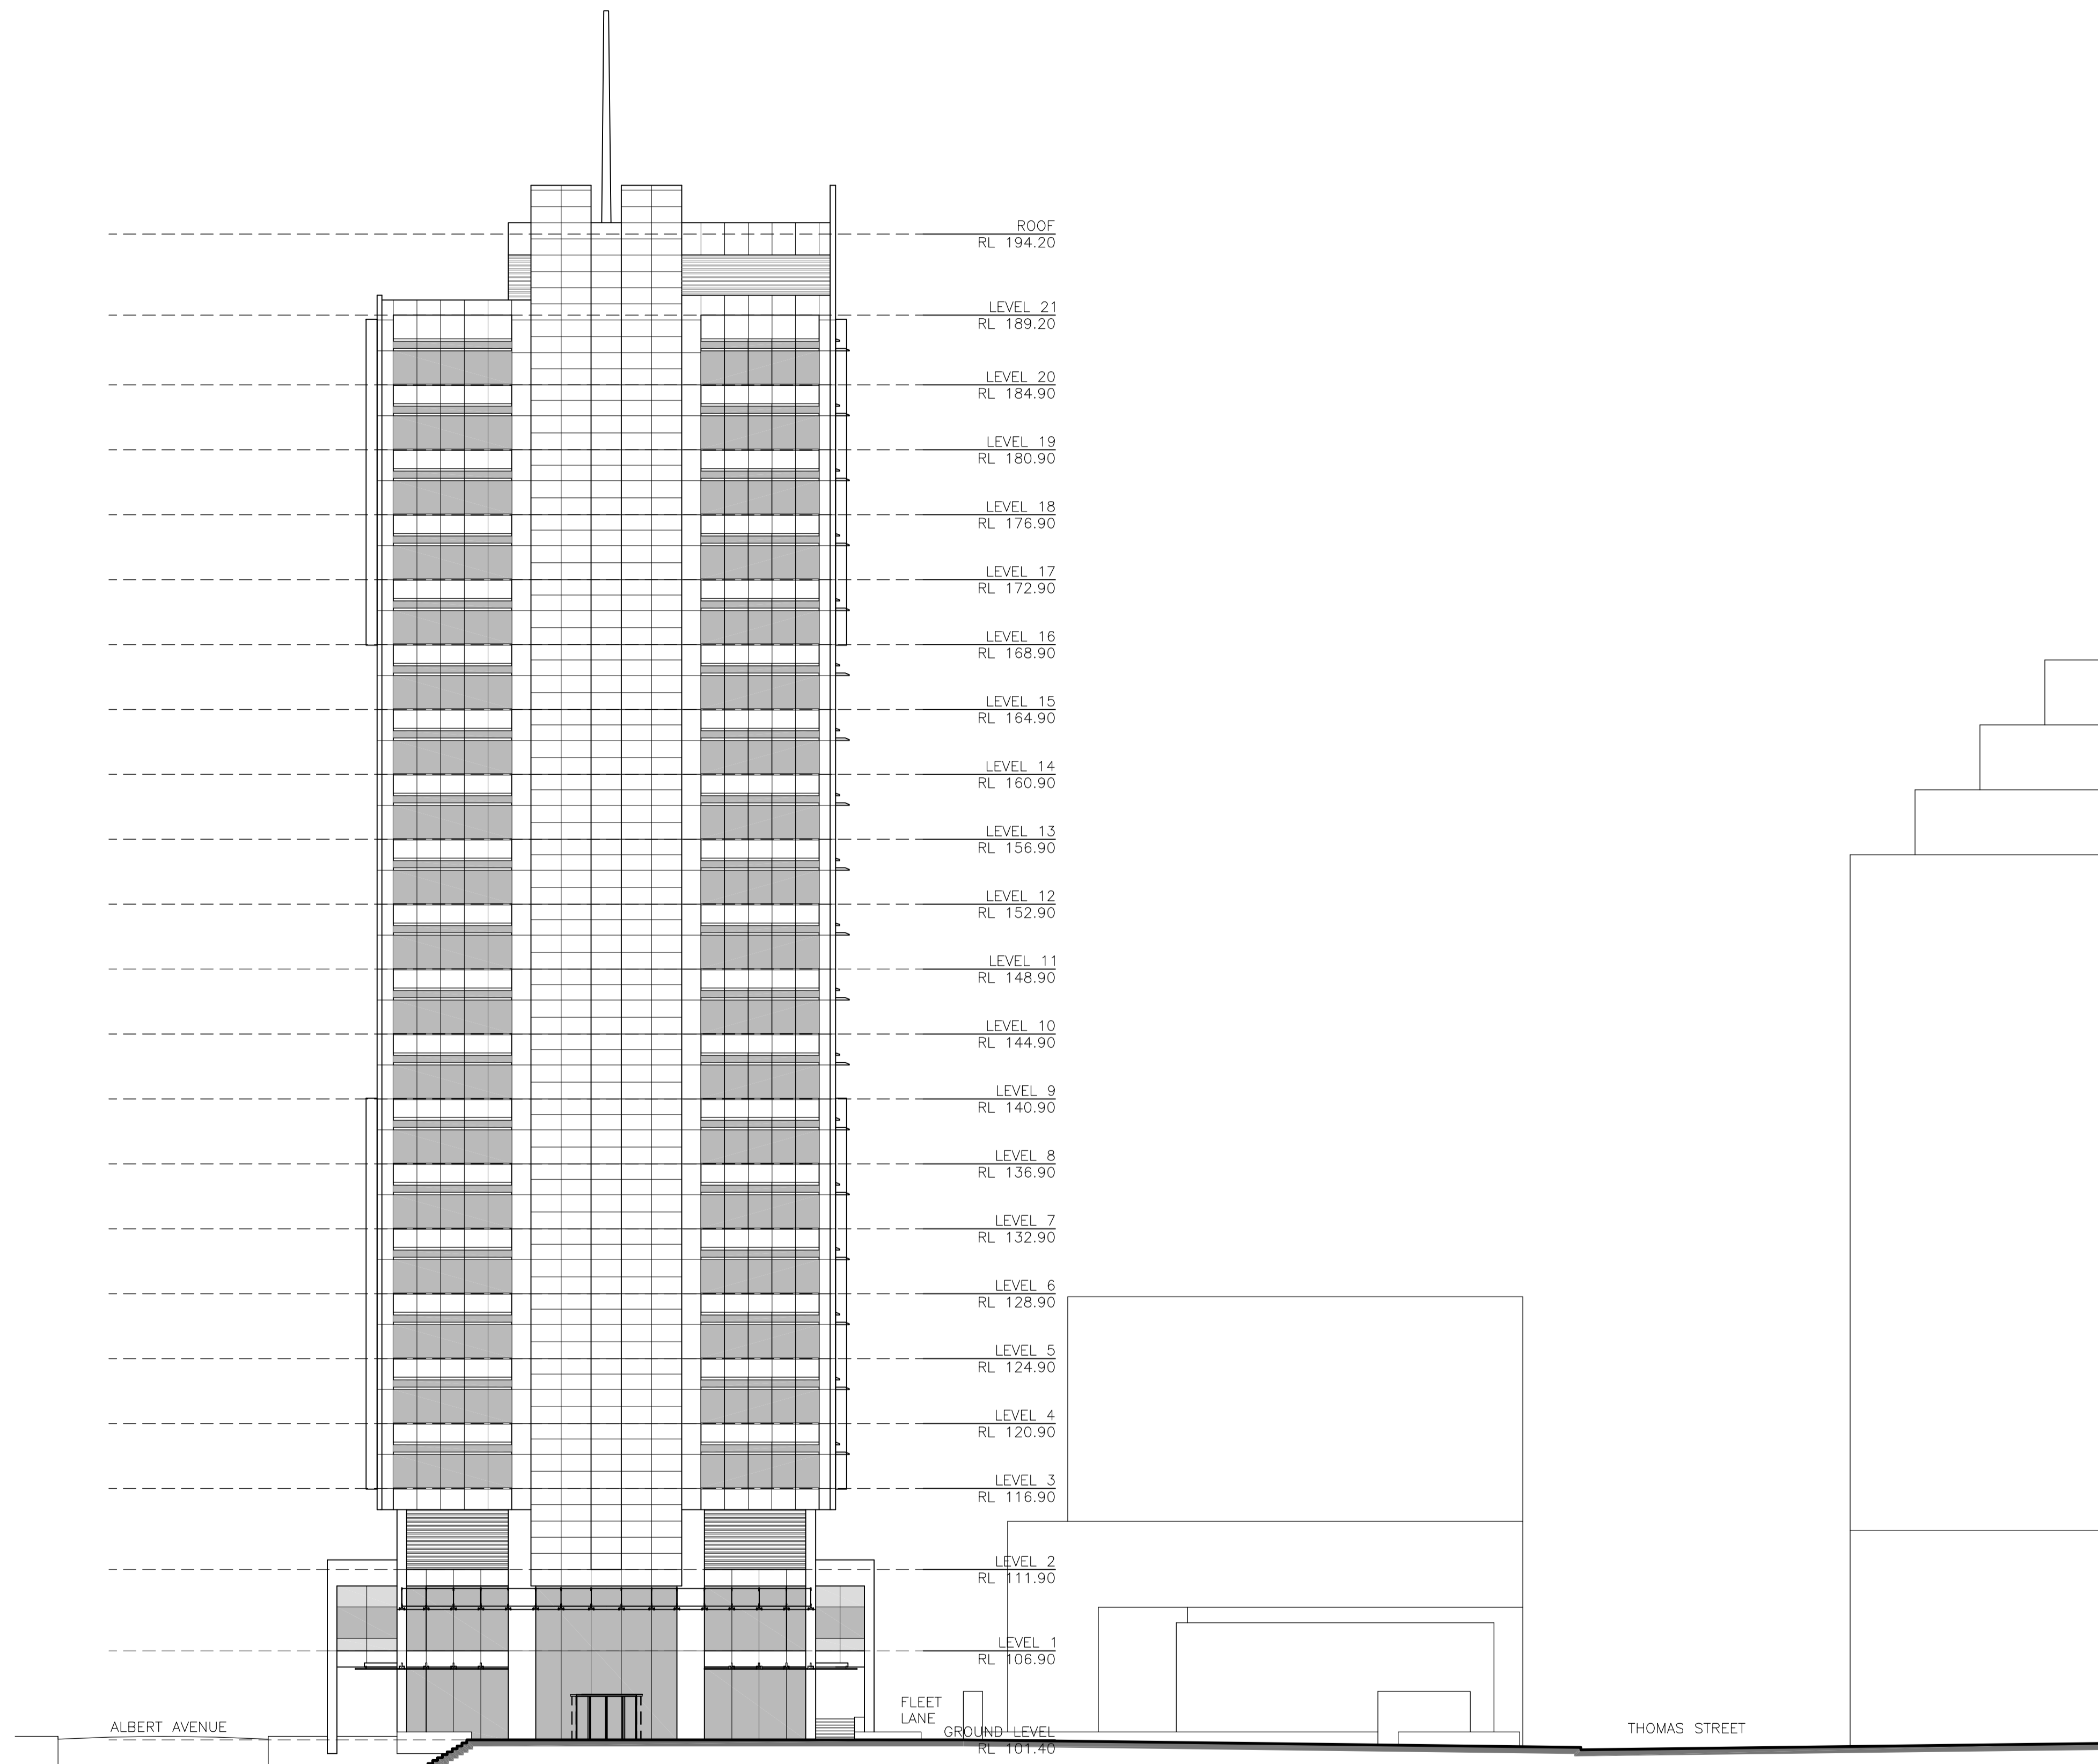 ROOF
RL 194.20
LEVEL 21
RL 189.20
LEVEL 20
RL 184.90
LEVEL 19
RL 180.90
LEVEL 18
RL 176.90
LEVEL 17
RL 172.90
LEVEL 16
RL 168.90
LEVEL 15
RL 164.90
LEVEL 14
RL 160.90
LEVEL 13
RL 156.90
LEVEL 12
RL 152.90
LEVEL 11
RL 148.90
LEVEL 10
RL 144.90
LEVEL 9
RL 140.90
LEVEL 8
RL 136.90
LEVEL 7
RL 132.90
LEVEL 6
RL 128.90
LEVEL 5
RL 124.90
LEVEL 4
RL 120.90
LEVEL 3
RL 116.90
LEVEL 2
RL 111.90
LEVEL 1
RL 106.90
FLEET
LANE
ALBERT AVENUE
GROUND LEVEL
RL 101.40
THOMAS STREET